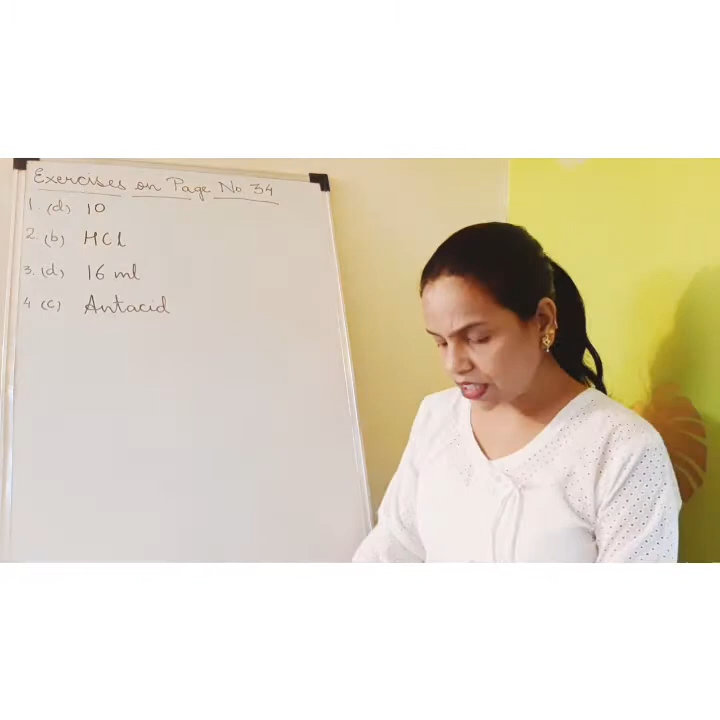 Exercises on Page No 34
1. (d) 10
2. (b) HCl
3. (d) 16 ml
4 (c) Antacid